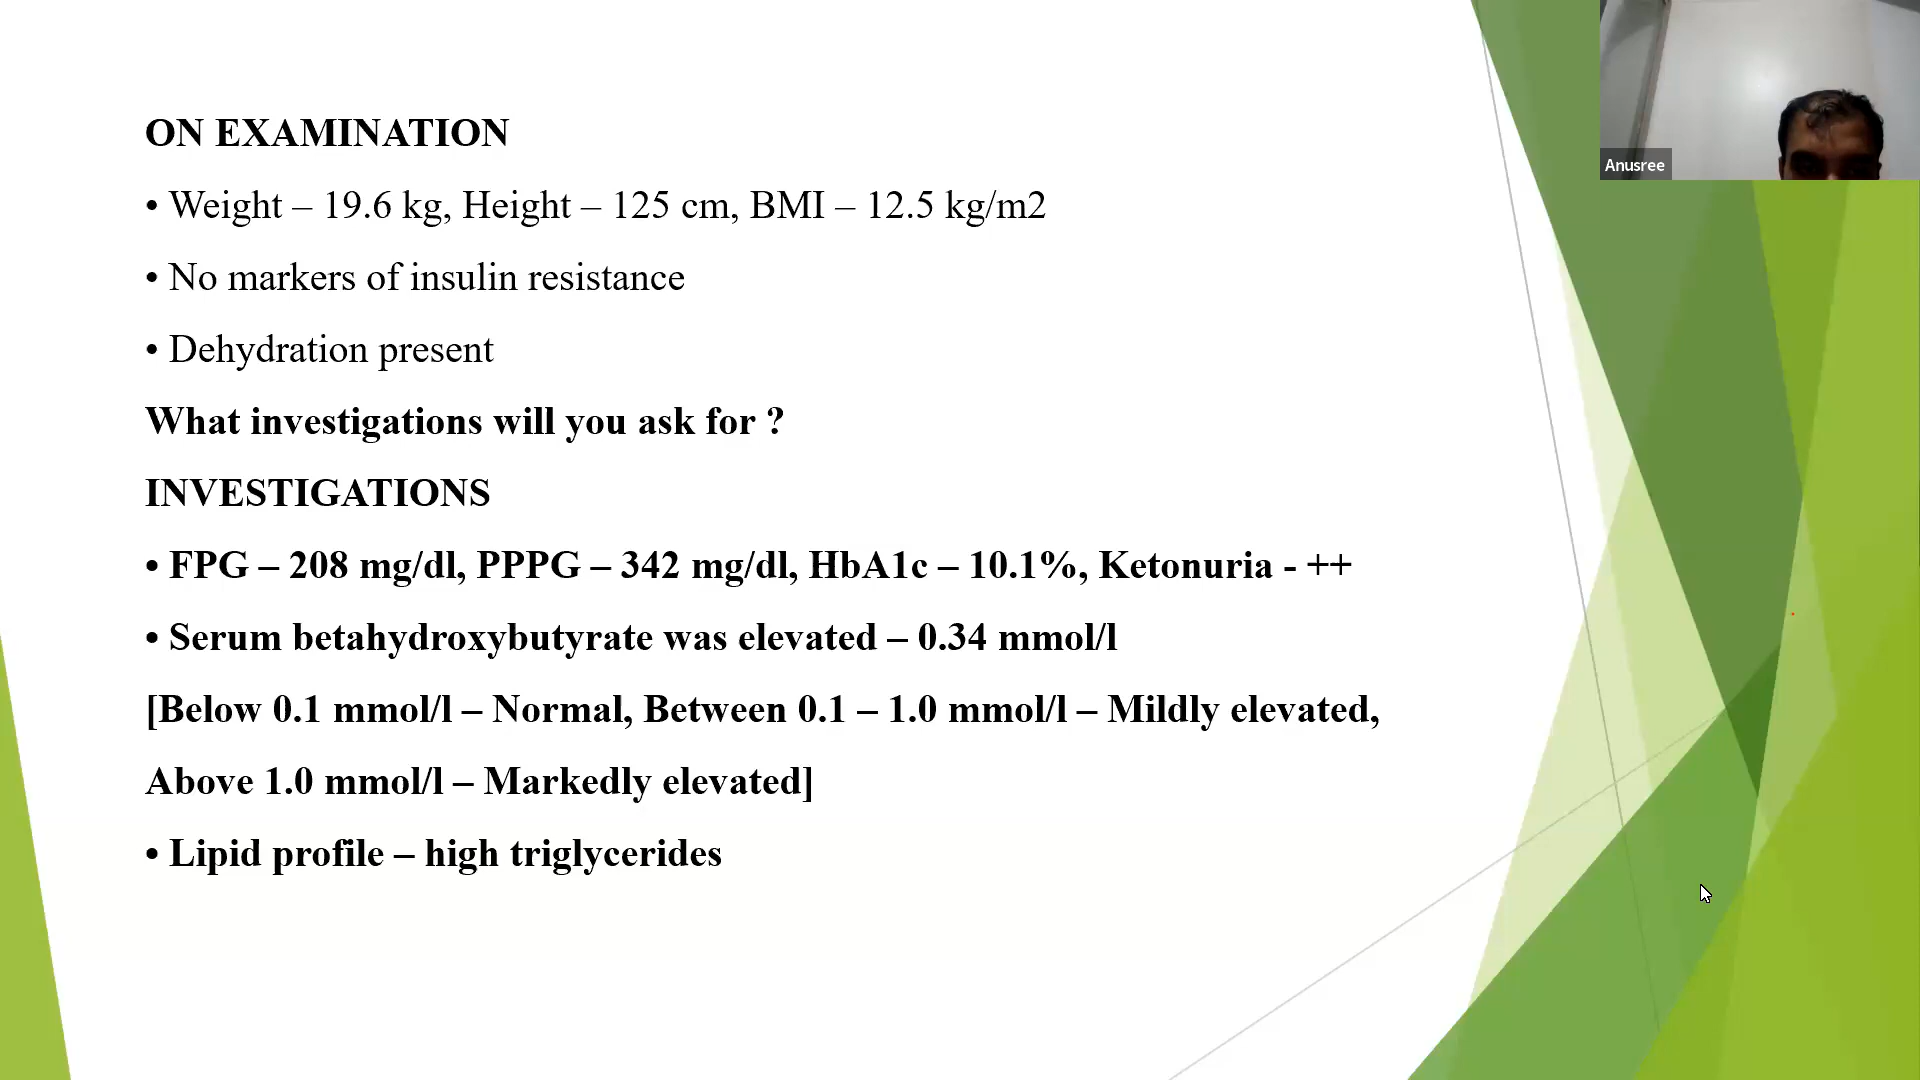 Anusree
ON EXAMINATION
• Weight – 19.6 kg, Height – 125 cm, BMI – 12.5 kg/m2
• No markers of insulin resistance
• Dehydration present
What investigations will you ask for ?
INVESTIGATIONS
• FPG – 208 mg/dl, PPPG – 342 mg/dl, HbA1c – 10.1%, Ketonuria - ++
• Serum betahydroxybutyrate was elevated – 0.34 mmol/l
[Below 0.1 mmol/l – Normal, Between 0.1 – 1.0 mmol/l – Mildly elevated,
Above 1.0 mmol/l – Markedly elevated]
• Lipid profile – high triglycerides